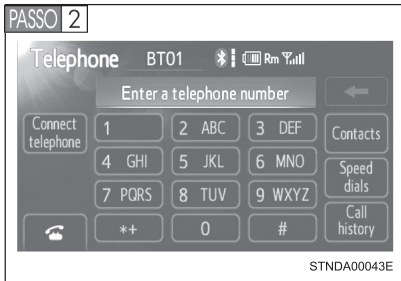 PASSO 2
Telephone BT01 Rm
Enter a telephone number
Connect
telephone
1
2 ABC
3 DEF
Contacts
4 GHI
5 JKL
6 MNO
Speed
dials
7 PQRS
8 TUV
9 WXYZ
Call
history
*+
0
#
STNDA00043E